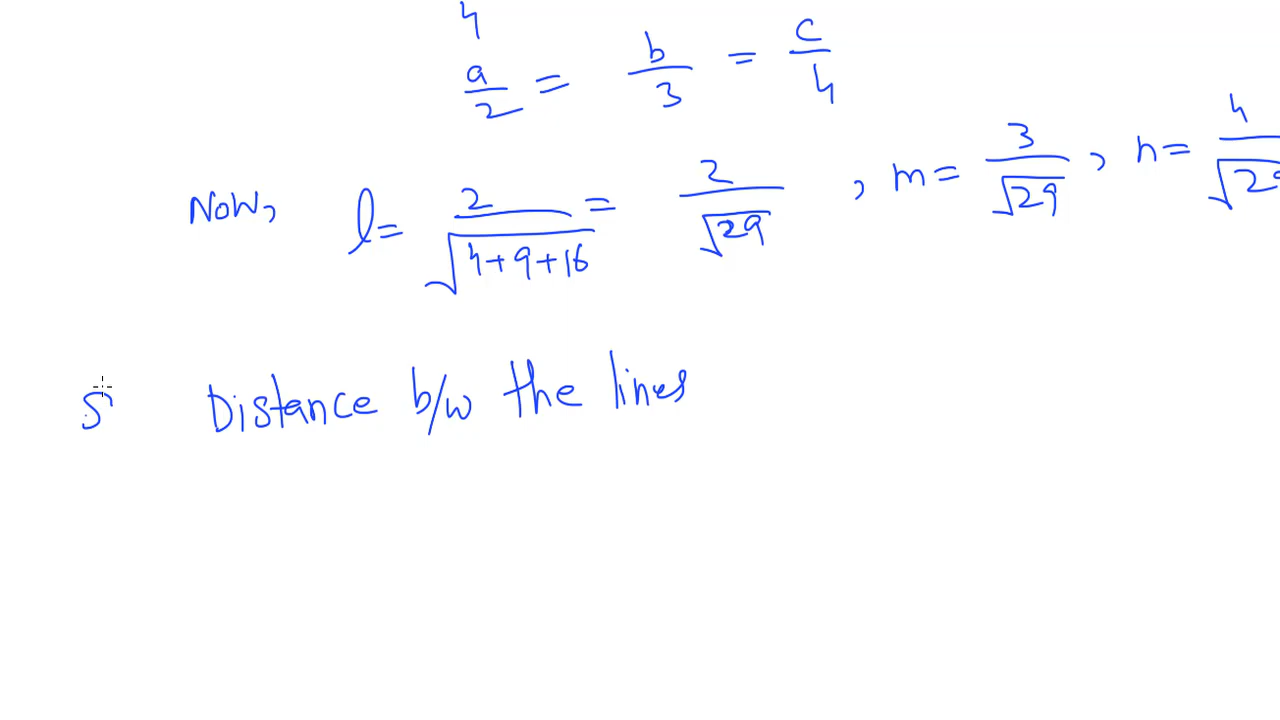 4
a/2 = b/3 = c/4
Now, l = 2/√(4+9+16) = 2/√29 , m = 3/√29 , n = 4/√29
5 Distance b/w the lines